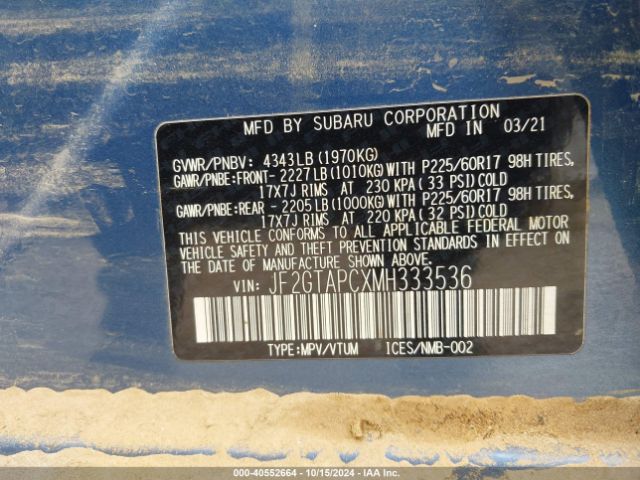 MFD BY SUBARU CORPORATION
MFD IN 03/21
GVWR/PNBV: 4343LB(1970KG)
GAWR/PNBE:FRONT- 2227LB(1010KG)WITH P225/60R17 98H TIRES,
17X7J RIMS AT 230 KPA(33 PSI)COLD
GAWR/PNBE:REAR - 2205LB(1000KG)WITH P225/60R17 98H TIRES,
17X7J RIMS AT 220 KPA(32 PSI)COLD
THIS VEHICLE CONFORMS TO ALL APPLICABLE FEDERAL MOTOR
VEHICLE SAFETY AND THEFT PREVENTION STANDARDS IN EFFECT
ON THE DATE OF MANUFACTURE SHOWN ABOVE.
VIN: JF2GTAPCXMH333536
TYPE:MPV/VTUM ICES/NMB-002
000-40552664 - 10/15/2024 - IAA Inc.